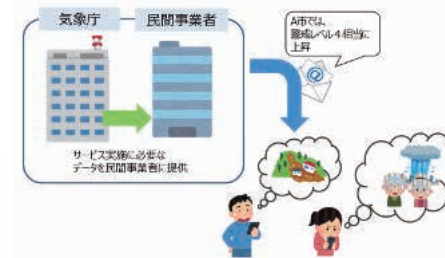 気象庁
民間事業者
A市では、
警戒レベル4相当に
上昇
@
サービス実施に必要な
データを民間事業者に提供